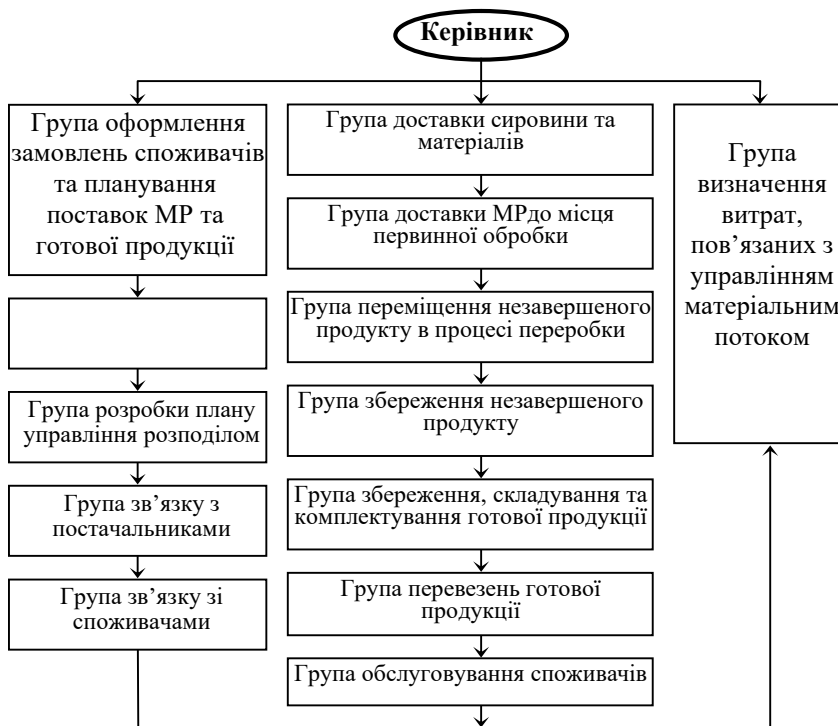 Керівник
Група оформлення
замовлень споживачів
та планування
поставок МР та
готової продукції
Група розробки плану
управління розподілом
Група зв’язку з
постачальниками
Група зв’язку зі
споживачами
Група доставки сировини та
матеріалів
Група доставки МРдо місця
первинної обробки
Група переміщення незавершеного
продукту в процесі переробки
Група збереження незавершеного
продукту
Група збереження, складування та
комплектування готової продукції
Група перевезень готової
продукції
Група обслуговування споживачів
Група
визначення
витрат,
пов’язаних з
управлінням
матеріальним
потоком